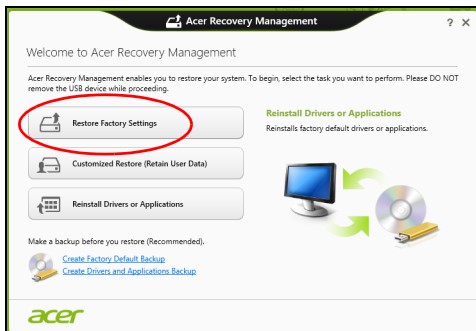 Acer Recovery Management
Welcome to Acer Recovery Management
Acer Recovery Management enables you to restore your system. To begin, select the task you want to perform. Please DO NOT
remove the USB device while proceeding.
Restore Factory Settings
Customized Restore (Retain User Data)
Reinstall Drivers or Applications
Reinstall Drivers or Applications
Reinstalls factory default drivers or applications.
Make a backup before you restore (Recommended).
Create Factory Default Backup
Create Drivers and Applications Backup
acer